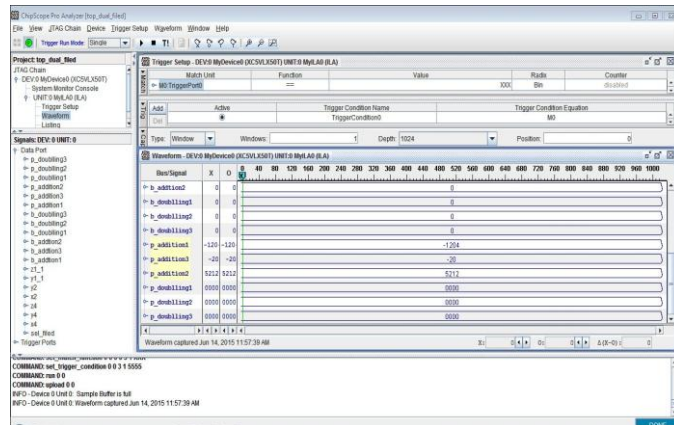 ChipScope Pro Analyzer [top_dual_filed]
File View JTAG Chain Device Trigger Setup Waveform Window Help
Trigger Run Mode: Single
Project: top_dual_filed
JTAG Chain
DEV:0 MyDevice0 (XC5VLX50T)
System Monitor Console
UNIT:0 MyILA0 (ILA)
Trigger Setup
Waveform
Listing
Signals: DEV: 0 UNIT: 0
Data Port
p_doubling3
p_doubling2
p_doubling1
p_addition2
p_addition3
p_addition1
b_doubling3
b_doubling2
b_doubling1
b_addtion2
b_addtion3
b_addtion1
z1_1
y1_1
y2
x2
z4
y4
x4
sel_filed
Trigger Ports
Trigger Setup - DEV:0 MyDevice0 (XC5VLX50T) UNIT:0 MyILA0 (ILA)
Match Unit Function Value Radix Counter
M0:TriggerPort0 == XXX Bin disabled
Add Active Trigger Condition Name Trigger Condition Equation
Del TriggerCondition0 M0
Type: Window Windows: 1 Depth: 1024 Position: 0
Waveform - DEV:0 MyDevice0 (XC5VLX50T) UNIT:0 MyILA0 (ILA)
Bus/Signal X O 0 40 80 120 160 200 240 280 320 360 400 440 480 520 560 600 640 680 720 760 800 840 880 920 960 1000
b_addtion2 0 0 0
b_doublling1 0 0 0
b_doublling2 0 0 0
b_doublling3 0 0 0
p_addition1 -120 -120 -1204
p_addition3 -20 -20 -20
p_addition2 5212 5212 5212
p_doublling1 0000 0000 0000
p_doublling2 0000 0000 0000
p_doublling3 0000 0000 0000
Waveform captured Jun 14, 2015 11:57:39 AM X: 0 O: 0 Δ (X-O): 0
COMMAND: set_trigger_condition 0 0 3 1 5555
COMMAND: run 0 0
COMMAND: upload 0 0
INFO - Device 0 Unit 0: Sample Buffer is full
INFO - Device 0 Unit 0: Waveform captured Jun 14, 2015 11:57:39 AM
DONE